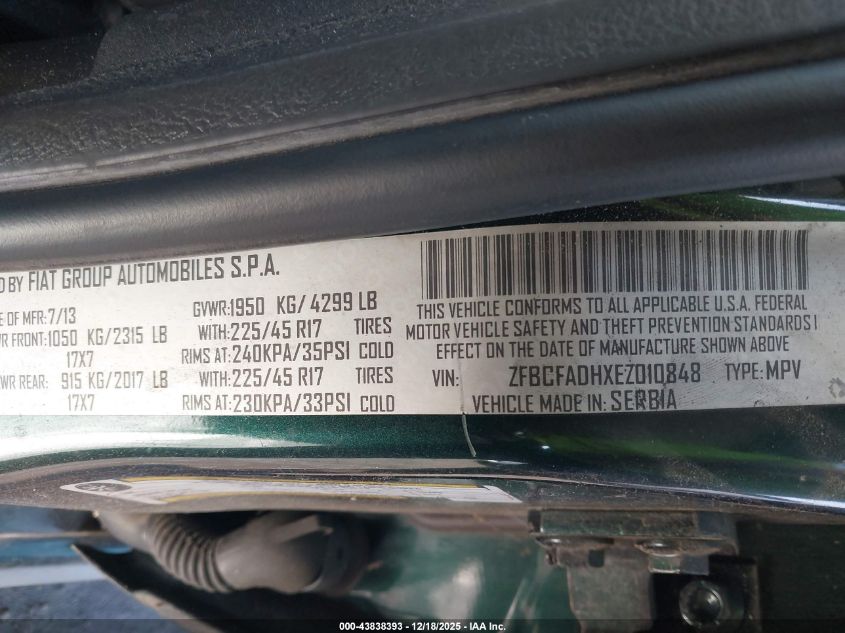 D BY FIAT GROUP AUTOMOBILES S.P.A.
E OF MFR: 7/13 GVWR: 1950 KG/ 4299 LB
WR FRONT: 1050 KG/2315 LB WITH: 225/45 R17 TIRES
17X7 RIMS AT: 240KPA/35PSI COLD
WR REAR: 915 KG/2017 LB WITH: 225/45 R17 TIRES
17X7 RIMS AT: 230KPA/33PSI COLD
THIS VEHICLE CONFORMS TO ALL APPLICABLE U.S.A. FEDERAL
MOTOR VEHICLE SAFETY AND THEFT PREVENTION STANDARDS I
EFFECT ON THE DATE OF MANUFACTURE SHOWN ABOVE
VIN: ZFBCFADHXEZ010848 TYPE: MPV
VEHICLE MADE IN: SERBIA
000-43838393 - 12/18/2025 - IAA Inc.